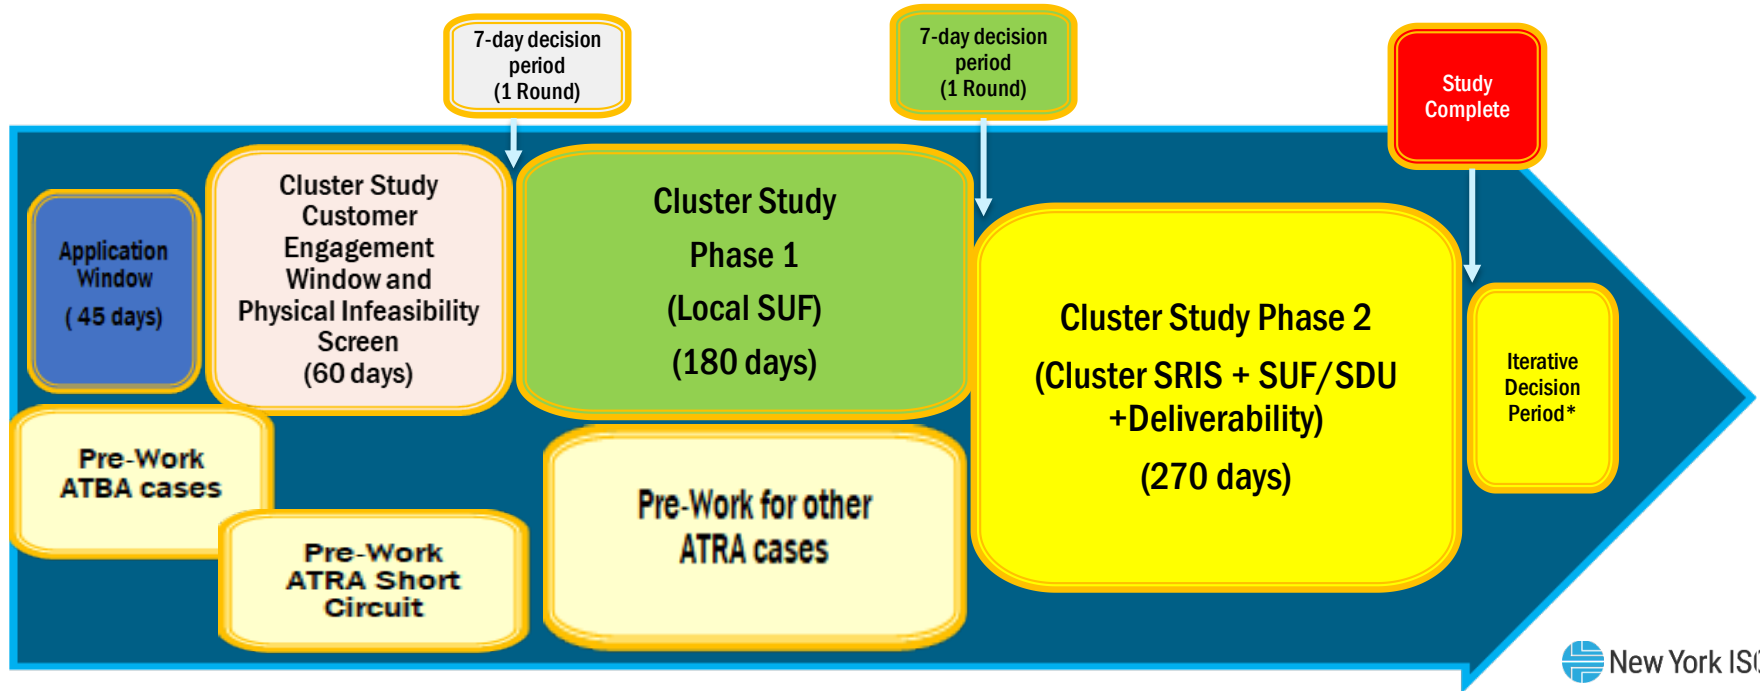 7-day decision
period
(1 Round)
7-day decision
period
(1 Round)
Study
Complete
Application
Window
( 45 days)
Cluster Study
Customer
Engagement
Window and
Physical Infeasibility
Screen
(60 days)
Cluster Study
Phase 1
(Local SUF)
(180 days)
Cluster Study Phase 2
(Cluster SRIS + SUF/SDU
+Deliverability)
(270 days)
Iterative
Decision
Period*
Pre-Work
ATBA cases
Pre-Work
ATRA Short
Circuit
Pre-Work for other
ATRA cases
New York